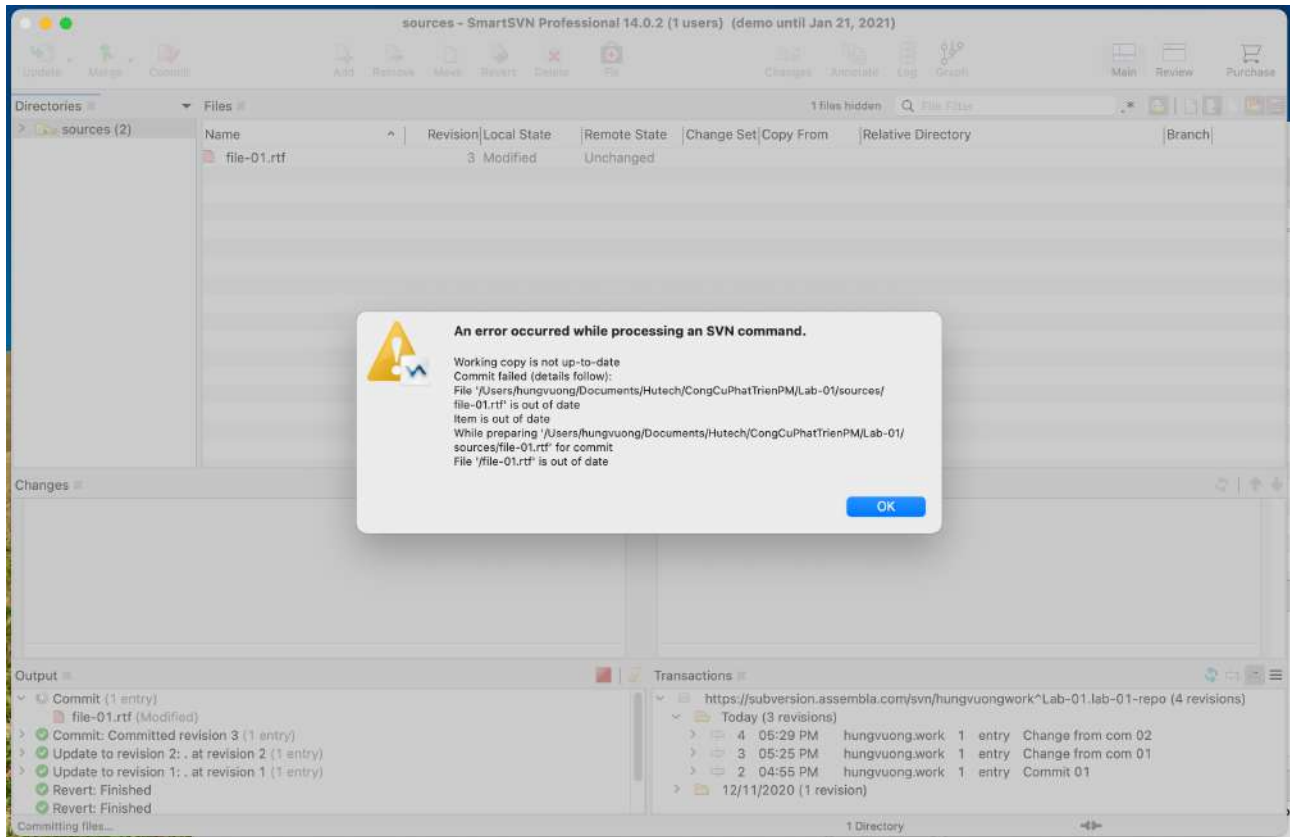 sources - SmartSVN Professional 14.0.2 (1 users) (demo until Jan 21, 2021)
Update Merge Commit Add Remove Move Revert Delete Fix Changes Annotate Log Graph Main Review Purchase
Directories Files 1 files hidden File Filter
sources (2)
Name Revision Local State Remote State Change Set Copy From Relative Directory Branch
file-01.rtf 3 Modified Unchanged
An error occurred while processing an SVN command.
Working copy is not up-to-date
Commit failed (details follow):
File '/Users/hungvuong/Documents/Hutech/CongCuPhatTrienPM/Lab-01/sources/
file-01.rtf' is out of date
Item is out of date
While preparing '/Users/hungvuong/Documents/Hutech/CongCuPhatTrienPM/Lab-01/
sources/file-01.rtf' for commit
File '/file-01.rtf' is out of date
OK
Changes
Output
Commit (1 entry)
file-01.rtf (Modified)
Commit: Committed revision 3 (1 entry)
Update to revision 2: . at revision 2 (1 entry)
Update to revision 1: . at revision 1 (1 entry)
Revert: Finished
Revert: Finished
Committing files...
Transactions
https://subversion.assembla.com/svn/hungvuongwork^Lab-01.lab-01-repo (4 revisions)
Today (3 revisions)
4 05:29 PM hungvuong.work 1 entry Change from com 02
3 05:25 PM hungvuong.work 1 entry Change from com 01
2 04:55 PM hungvuong.work 1 entry Commit 01
12/11/2020 (1 revision)
1 Directory